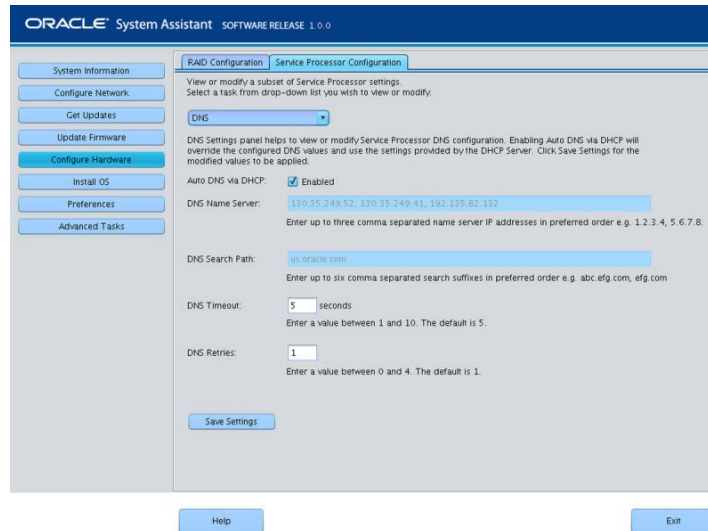 ORACLE System Assistant SOFTWARE RELEASE 1.0.0
System Information
Configure Network
Get Updates
Update Firmware
Configure Hardware
Install OS
Preferences
Advanced Tasks
RAID Configuration
Service Processor Configuration
View or modify a subset of Service Processor settings.
Select a task from drop-down list you wish to view or modify.
DNS
DNS Settings panel helps to view or modify Service Processor DNS configuration. Enabling Auto DNS via DHCP will
override the configured DNS values and use the settings provided by the DHCP Server. Click Save Settings for the
modified values to be applied.
Auto DNS via DHCP: Enabled
DNS Name Server: 130.35.249.52, 130.35.249.41, 192.135.82.132
Enter up to three comma separated name server IP addresses in preferred order e.g. 1.2.3.4, 5.6.7.8.
DNS Search Path: us.oracle.com
Enter up to six comma separated search suffixes in preferred order e.g. abc.efg.com, efg.com
DNS Timeout: 5 seconds
Enter a value between 1 and 10. The default is 5.
DNS Retries: 1
Enter a value between 0 and 4. The default is 1.
Save Settings
Help
Exit